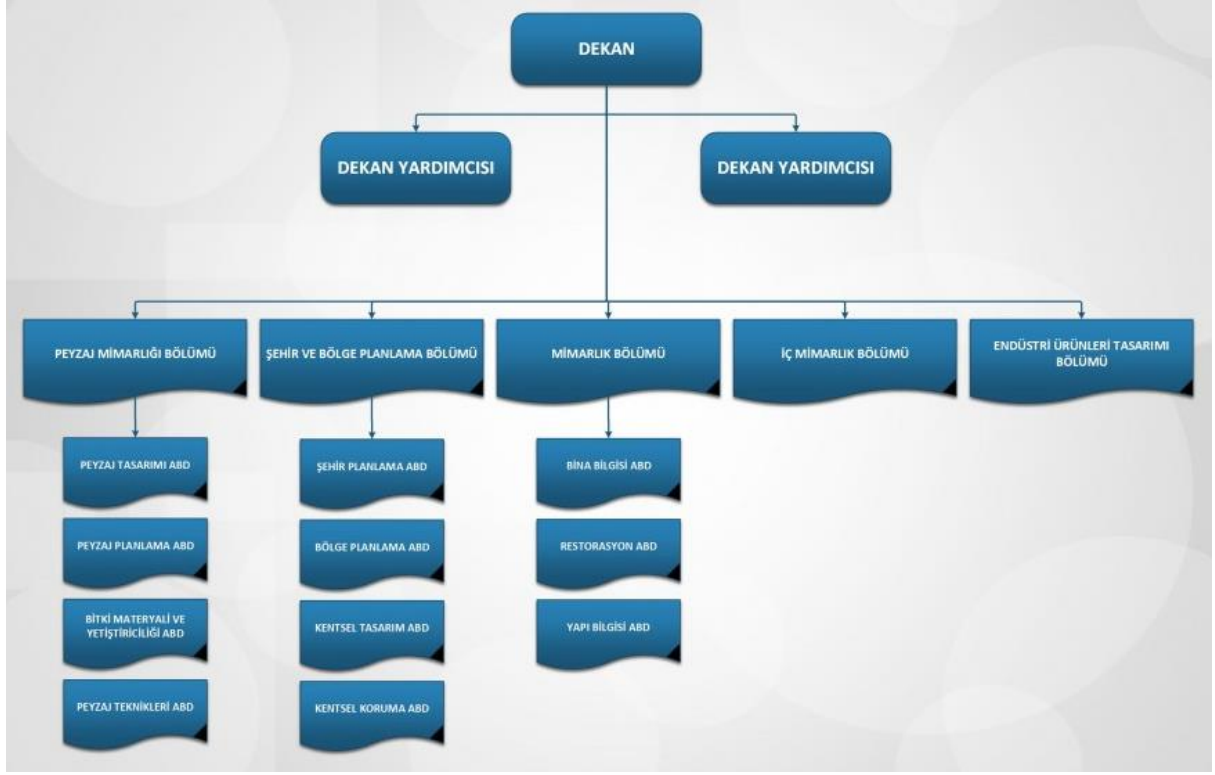 DEKAN
DEKAN YARDIMCISI
DEKAN YARDIMCISI
PEYZAJ MİMARLIĞI BÖLÜMÜ
ŞEHİR VE BÖLGE PLANLAMA BÖLÜMÜ
MİMARLIK BÖLÜMÜ
İÇ MİMARLIK BÖLÜMÜ
ENDÜSTRİ ÜRÜNLERİ TASARIMI
BÖLÜMÜ
PEYZAJ TASARIMI ABD
PEYZAJ PLANLAMA ABD
BİTKİ MATERYALİ VE
YETİŞTİRİCİLİĞİ ABD
PEYZAJ TEKNİKLERİ ABD
ŞEHİR PLANLAMA ABD
BÖLGE PLANLAMA ABD
KENTSEL TASARIM ABD
KENTSEL KORUMA ABD
BİNA BİLGİSİ ABD
RESTORASYON ABD
YAPI BİLGİSİ ABD